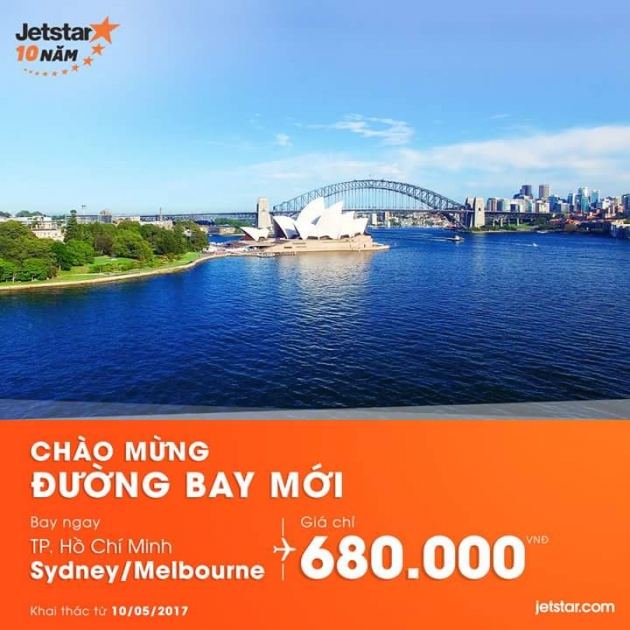 Jetstar
10 NĂM
CHÀO MỪNG
ĐƯỜNG BAY MỚI
Bay ngay
TP. Hồ Chí Minh
Sydney/Melbourne
Giá chỉ
680.000 VNĐ
Khai thác từ 10/05/2017
jetstar.com